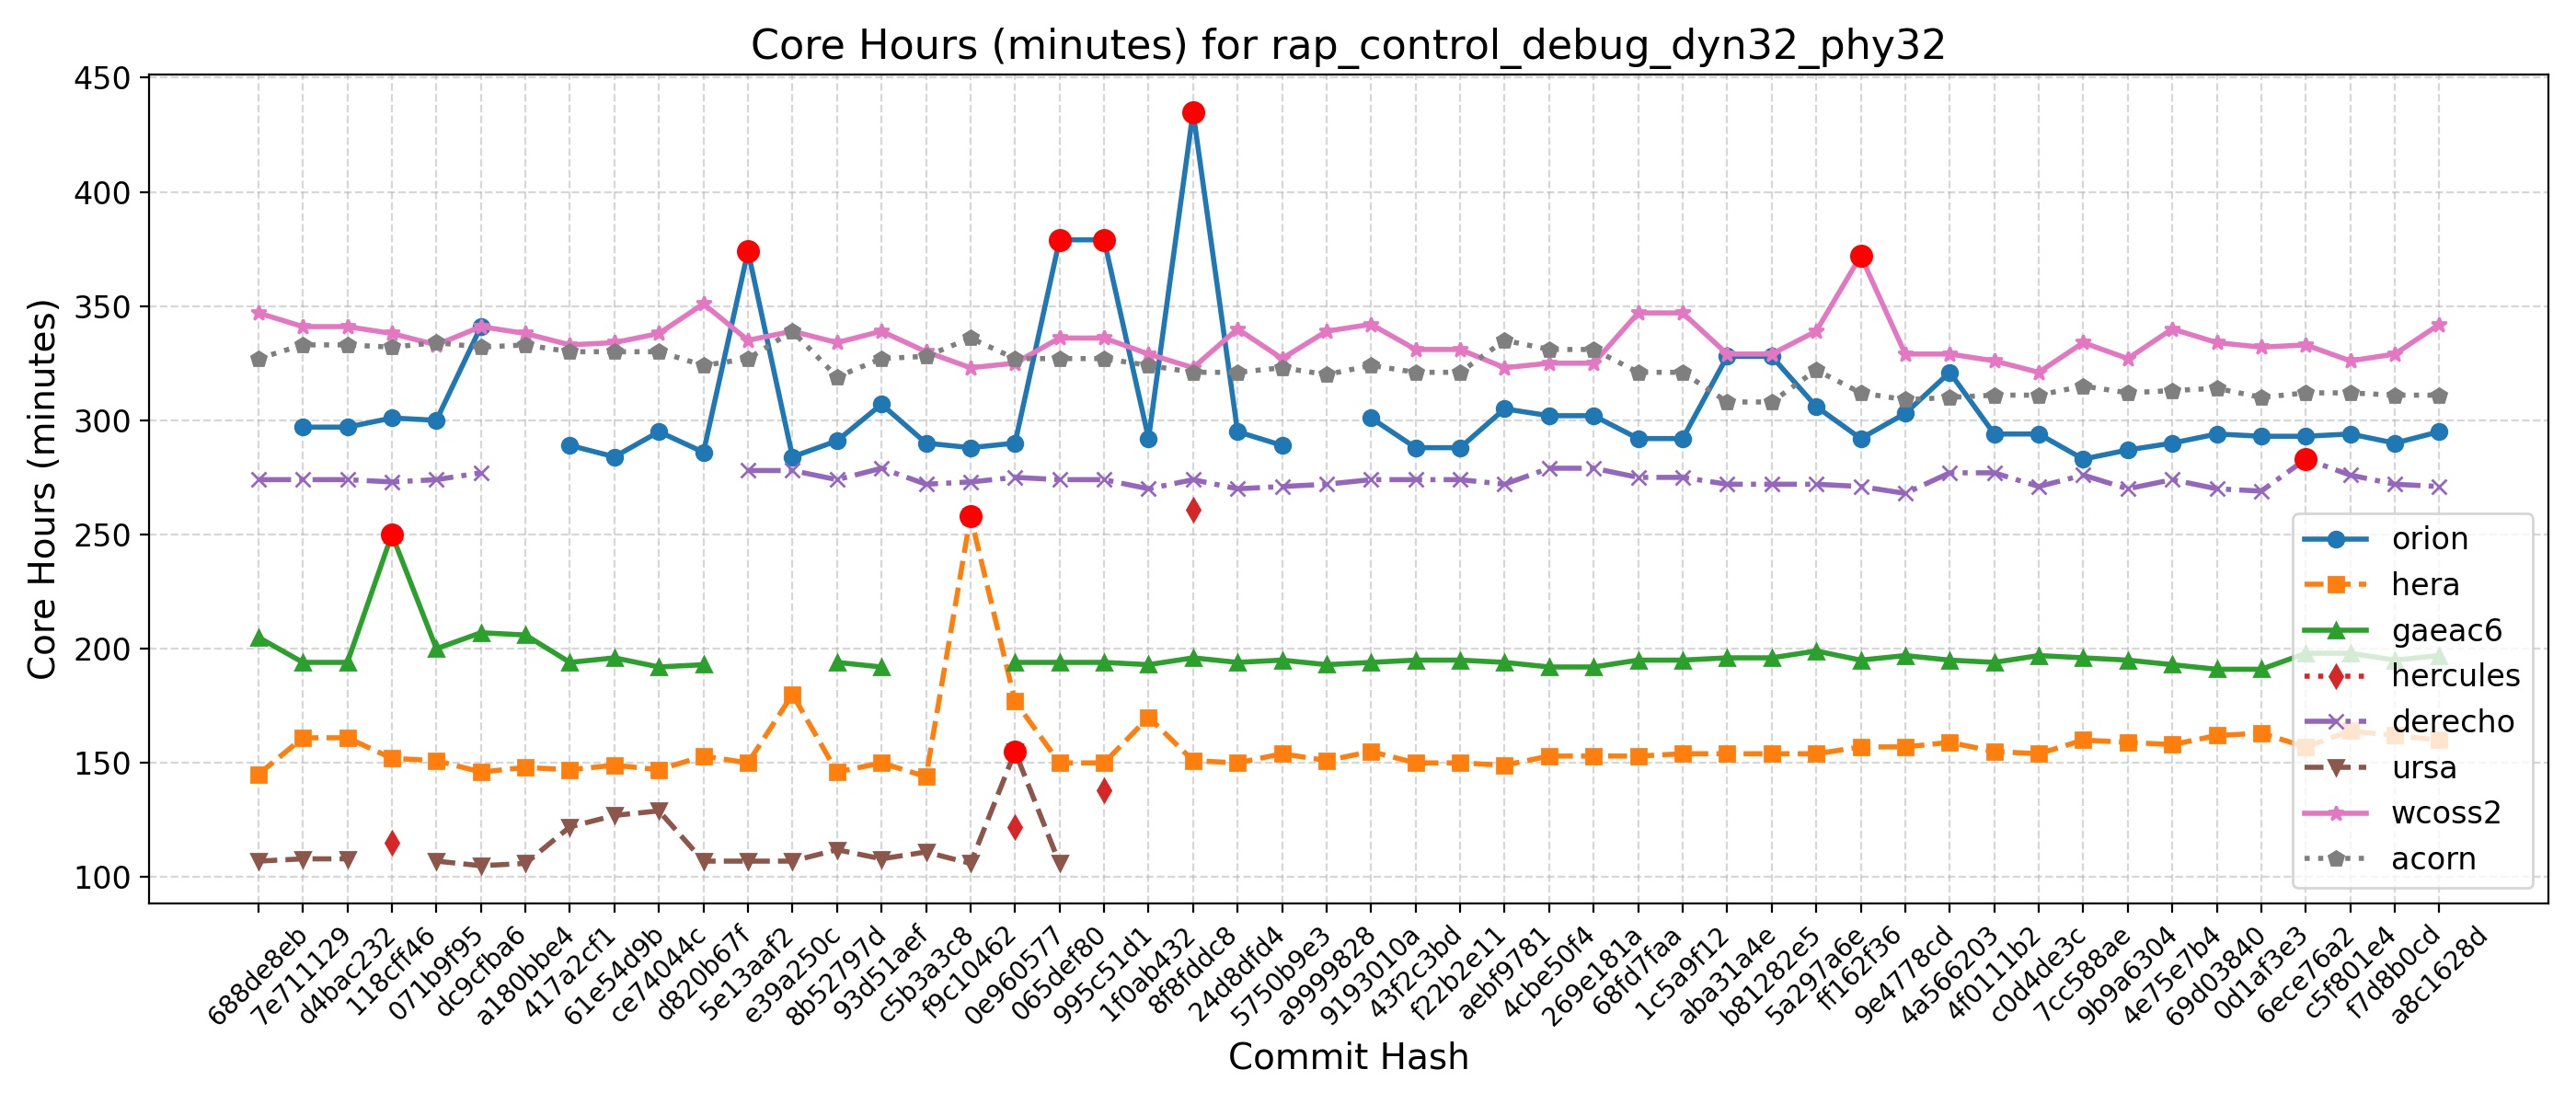 Core Hours (minutes) for rap_control_debug_dyn32_phy32
Core Hours (minutes)
450
400
350
300
250
200
150
100
orion
hera
gaeac6
hercules
derecho
ursa
wcoss2
acorn
688de8eb
7e711129
d4bac232
118cff46
071b9f95
dc9cfba6
a180bbe4
417a2cf1
61e54d9b
ce74044c
d820b67f
5e13aaf2
e39a250c
8b52797d
93d51aef
c5b3a3c8
f9c10462
0e960577
065def80
995c51d1
1f0ab432
8f8fddc8
24d8dfd4
5750b9e3
a9999828
9193010a
43f2c3bd
f22b2e11
aebf9781
4cbe50f4
269e181a
68fd7faa
1c5a9f12
aba31a4e
b81282e5
5a297a6e
ff162f36
9e4778cd
4a566203
4f0111b2
c0d4de3c
7cc588ae
9b9a6304
4e75e7b4
69d03840
0d1af3e3
6ece76a2
c5f801e4
f7d8b0cd
a8c1628d
Commit Hash